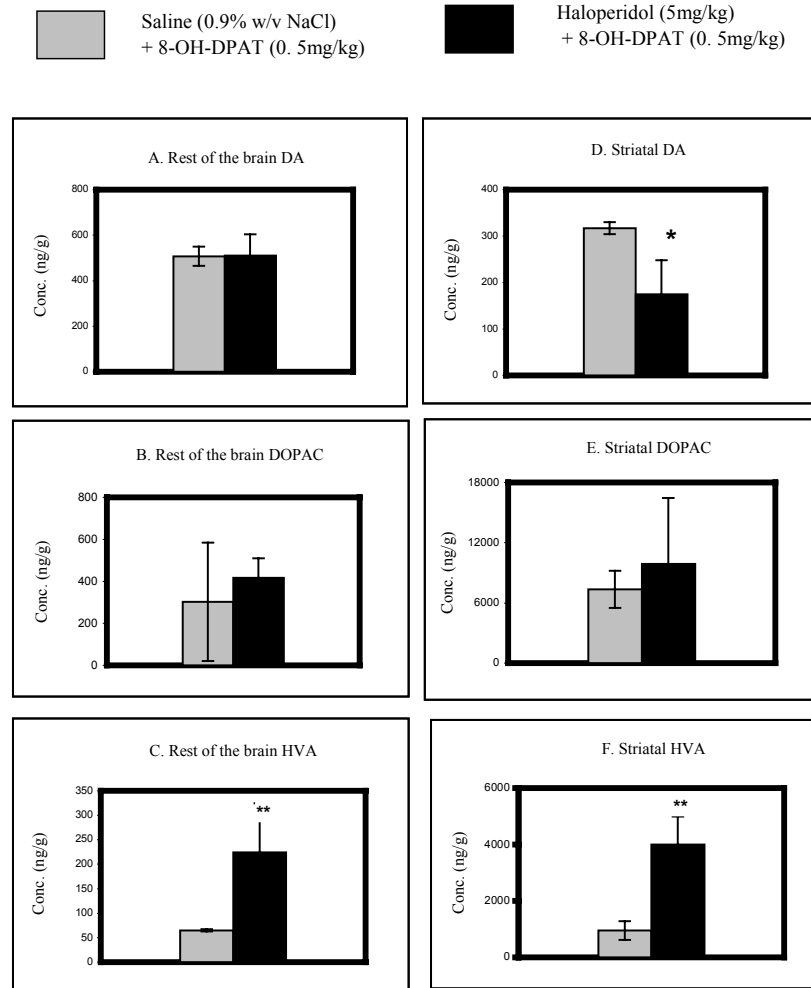 Saline (0.9% w/v NaCl)
+ 8-OH-DPAT (0. 5mg/kg)
Haloperidol (5mg/kg)
+ 8-OH-DPAT (0. 5mg/kg)
A. Rest of the brain DA
Conc. (ng/g)
800
600
400
200
0
D. Striatal DA
Conc. (ng/g)
400
300
200
100
0
*
B. Rest of the brain DOPAC
Conc. (ng/g)
800
600
400
200
0
E. Striatal DOPAC
Conc. (ng/g)
18000
12000
6000
0
C. Rest of the brain HVA
Conc. (ng/g)
350
300
250
200
150
100
50
0
**
F. Striatal HVA
Conc. (ng/g)
6000
4000
2000
0
**